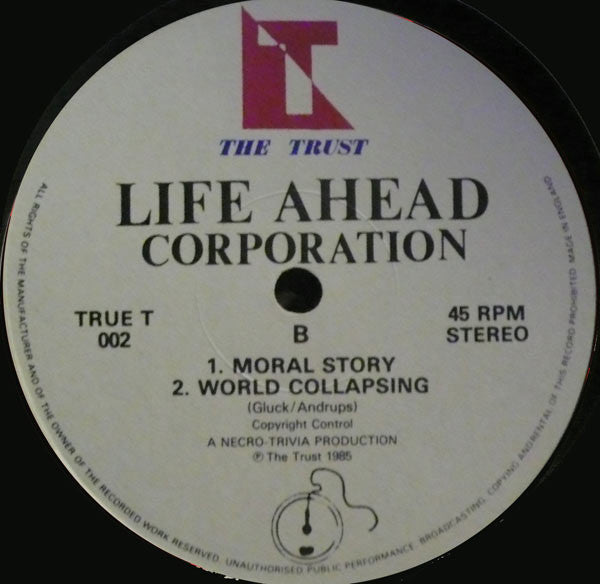 T
THE TRUST
LIFE AHEAD
CORPORATION
TRUE T
002
B
45 RPM
STEREO
1. MORAL STORY
2. WORLD COLLAPSING
(Gluck/Andrups)
Copyright Control
A NECRO-TRIVIA PRODUCTION
℗ The Trust 1985
ALL RIGHTS OF THE MANUFACTURER AND OF THE OWNER OF THE RECORDED WORK RESERVED. UNAUTHORISED PUBLIC PERFORMANCE. BROADCASTING. COPYING ANDRENTAL OF THIS RECORD PROHIBITED. MADE IN ENGLAND